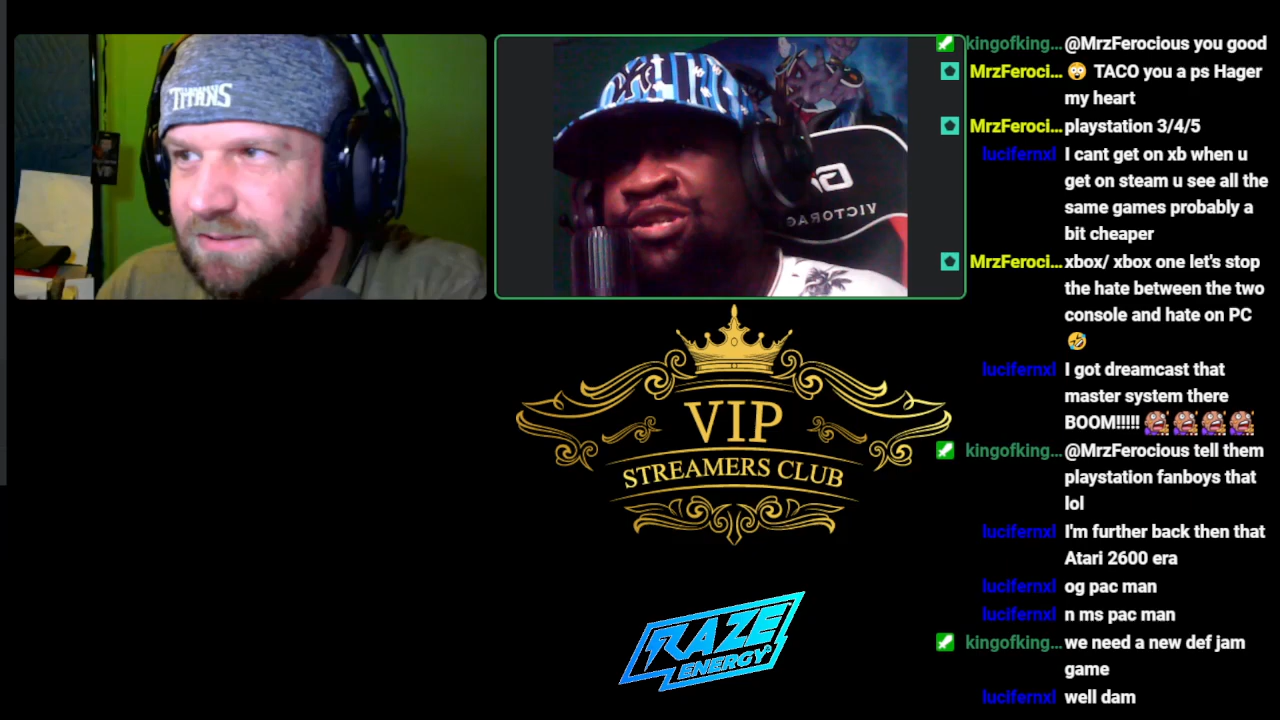 TITANS
VIP
VICTORAG
VIP
STREAMERS CLUB
RAZE
ENERGY
kingofking... @MrzFerocious you good
MrzFeroci... 😳 TACO you a ps Hager
my heart
MrzFeroci... playstation 3/4/5
lucifernxl I cant get on xb when u
get on steam u see all the
same games probably a
bit cheaper
MrzFeroci... xbox/ xbox one let's stop
the hate between the two
console and hate on PC
🤣
lucifernxl I got dreamcast that
master system there
BOOM!!!!!
kingofking... @MrzFerocious tell them
playstation fanboys that
lol
lucifernxl I'm further back then that
Atari 2600 era
lucifernxl og pac man
lucifernxl n ms pac man
kingofking... we need a new def jam
game
lucifernxl well dam